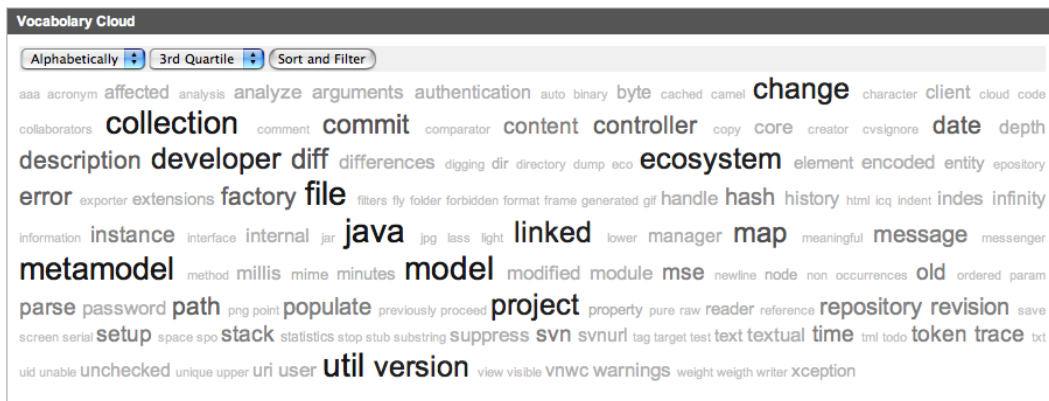 Vocabolary Cloud
Alphabetically 3rd Quartile Sort and Filter
aaa acronym affected analysis analyze arguments authentication auto binary byte cached camel change character client cloud code
collaborators collection comment commit comparator content controller copy core creator cvsignore date depth
description developer diff differences digging dir directory dump eco ecosystem element encoded entity epository
error exporter extensions factory file filters fly folder forbidden format frame generated gif handle hash history html icq indent indes infinity
information instance interface internal jar java jpg lass light linked lower manager map meaningful message messenger
metamodel method millis mime minutes model modified module mse newline node non occurrences old ordered param
parse password path png point populate previously proceed project property pure raw reader reference repository revision save
screen serial setup space spo stack statistics stop stub substring suppress svn svnurl tag target test text textual time tml todo token trace txt
uid unable unchecked unique upper uri user util version view visible vnwc warnings weight weigth writer xception